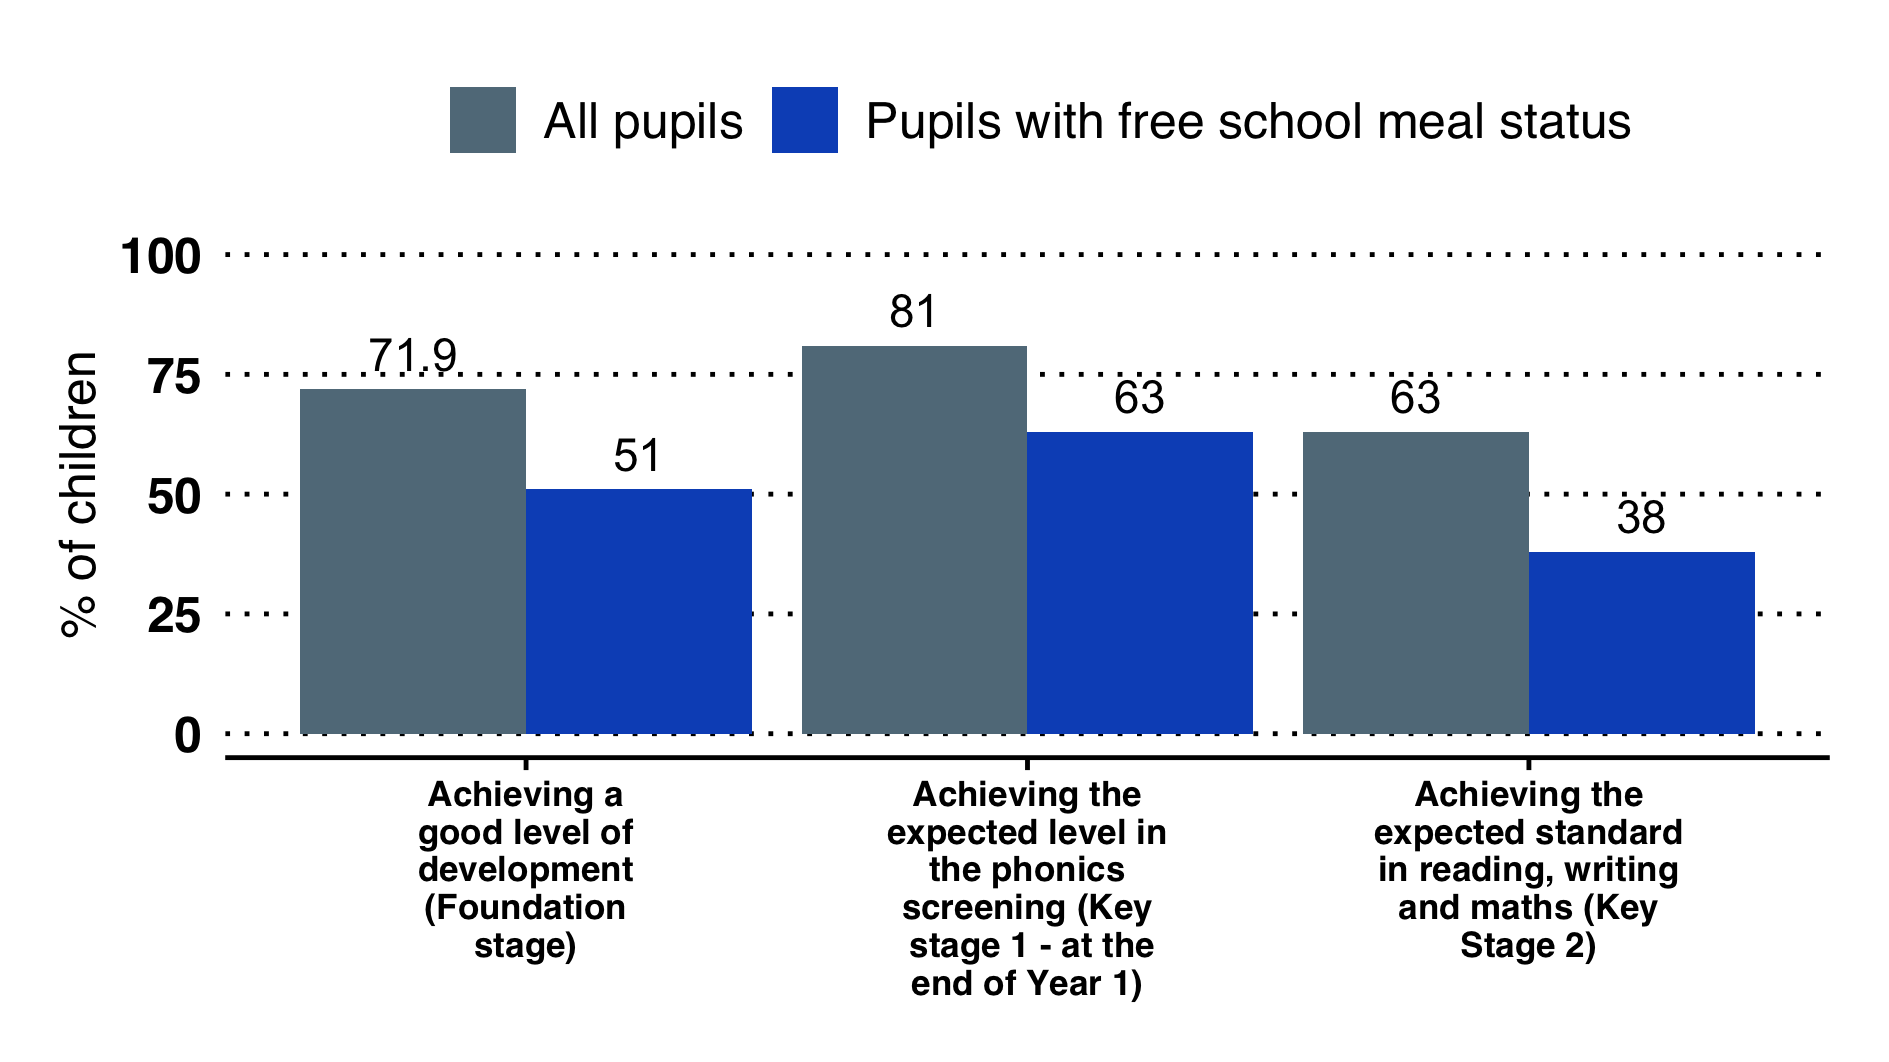 All pupils
Pupils with free school meal status
% of children
100
75
50
25
0
71.9
51
81
63
63
38
Achieving a
good level of
development
(Foundation
stage)
Achieving the
expected level in
the phonics
screening (Key
stage 1 - at the
end of Year 1)
Achieving the
expected standard
in reading, writing
and maths (Key
Stage 2)